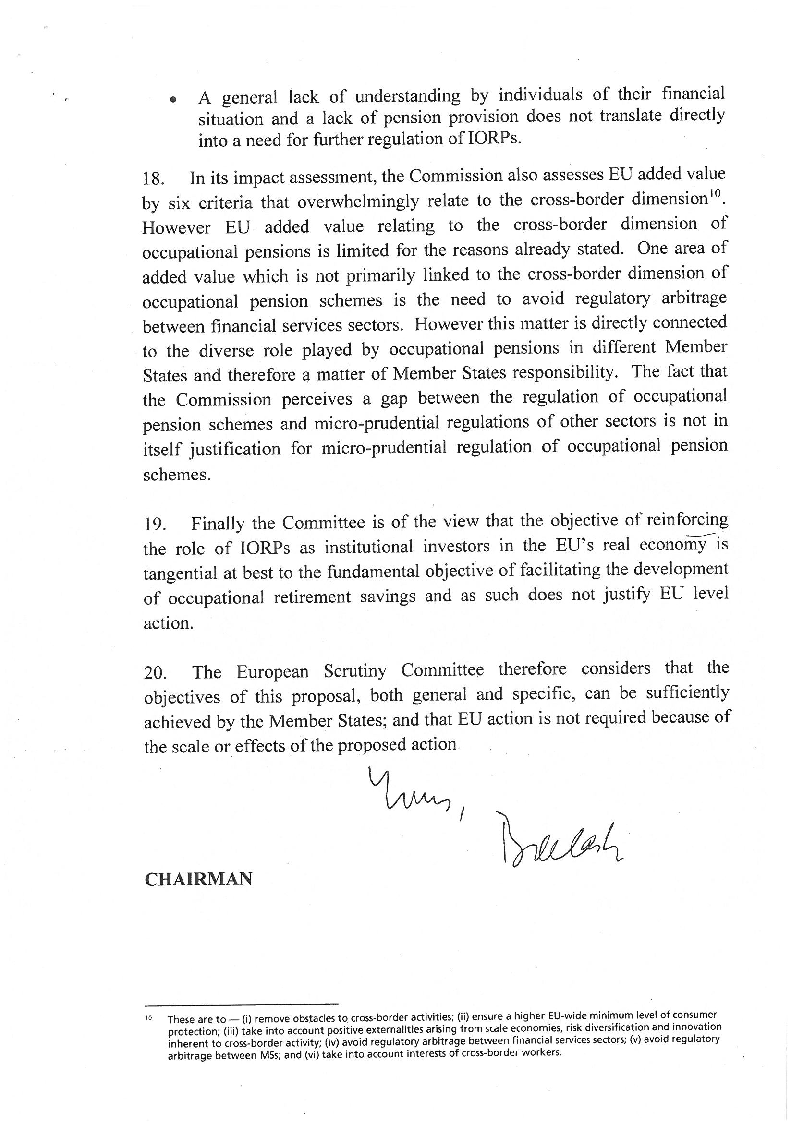 • A general lack of understanding by individuals of their financial
situation and a lack of pension provision does not translate directly
into a need for further regulation of IORPs.
18. In its impact assessment, the Commission also assesses EU added value
by six criteria that overwhelmingly relate to the cross-border dimension¹⁰.
However EU added value relating to the cross-border dimension of
occupational pensions is limited for the reasons already stated. One area of
added value which is not primarily linked to the cross-border dimension of
occupational pension schemes is the need to avoid regulatory arbitrage
between financial services sectors. However this matter is directly connected
to the diverse role played by occupational pensions in different Member
States and therefore a matter of Member States responsibility. The fact that
the Commission perceives a gap between the regulation of occupational
pension schemes and micro-prudential regulations of other sectors is not in
itself justification for micro-prudential regulation of occupational pension
schemes.
19. Finally the Committee is of the view that the objective of reinforcing
the role of IORPs as institutional investors in the EU's real economy is
tangential at best to the fundamental objective of facilitating the development
of occupational retirement savings and as such does not justify EU level
action.
20. The European Scrutiny Committee therefore considers that the
objectives of this proposal, both general and specific, can be sufficiently
achieved by the Member States; and that EU action is not required because of
the scale or effects of the proposed action
Yours,
CHAIRMAN
¹⁰ These are to — (i) remove obstacles to cross-border activities; (ii) ensure a higher EU-wide minimum level of consumer
protection; (iii) take into account positive externalities arising from scale economies, risk diversification and innovation
inherent to cross-border activity; (iv) avoid regulatory arbitrage between financial services sectors; (v) avoid regulatory
arbitrage between MSs; and (vi) take into account interests of cross-border workers.